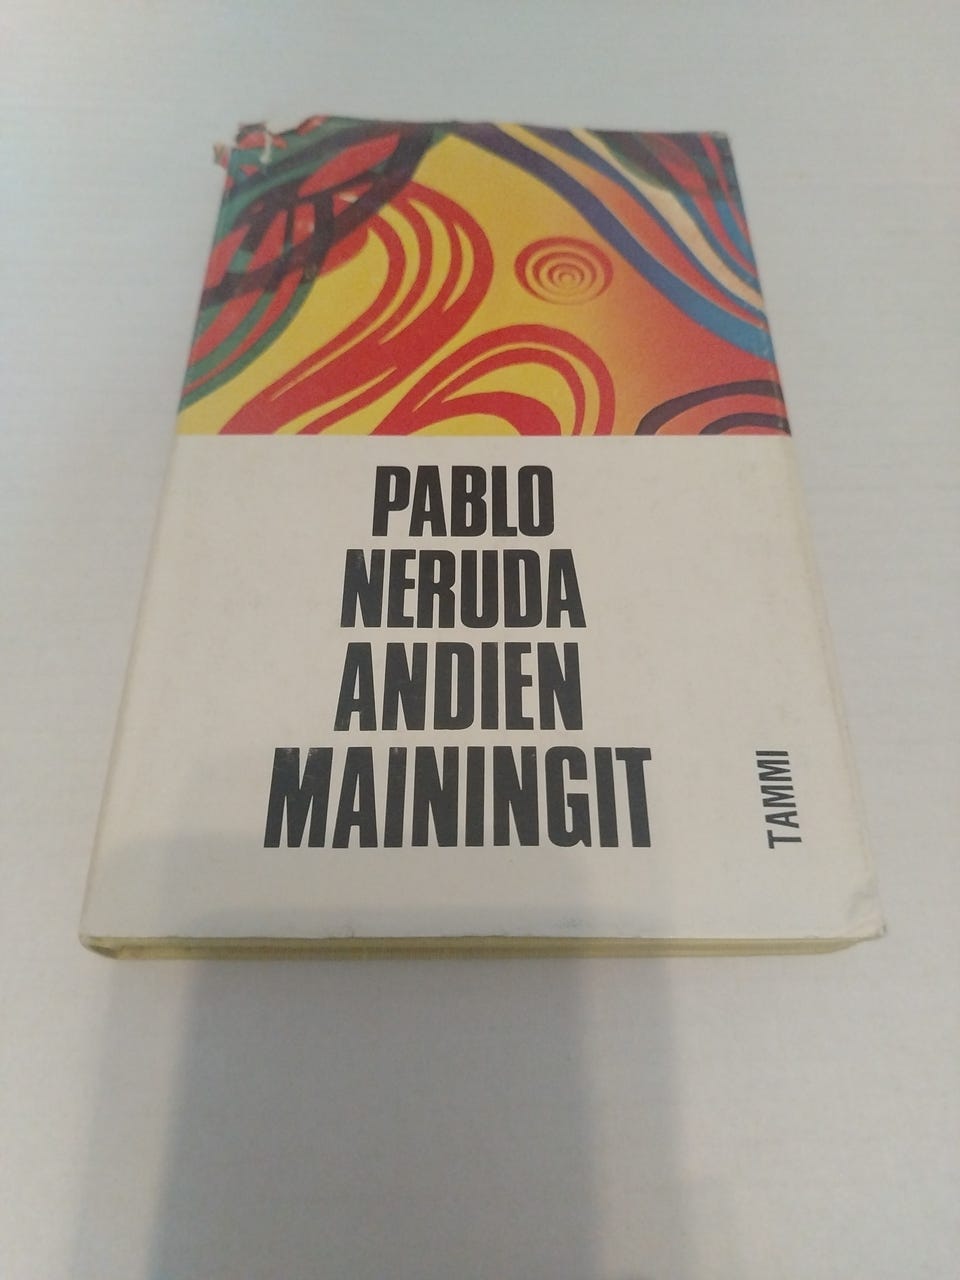 PABLO
NERUDA
ANDIEN
MAININGIT
TAMMI